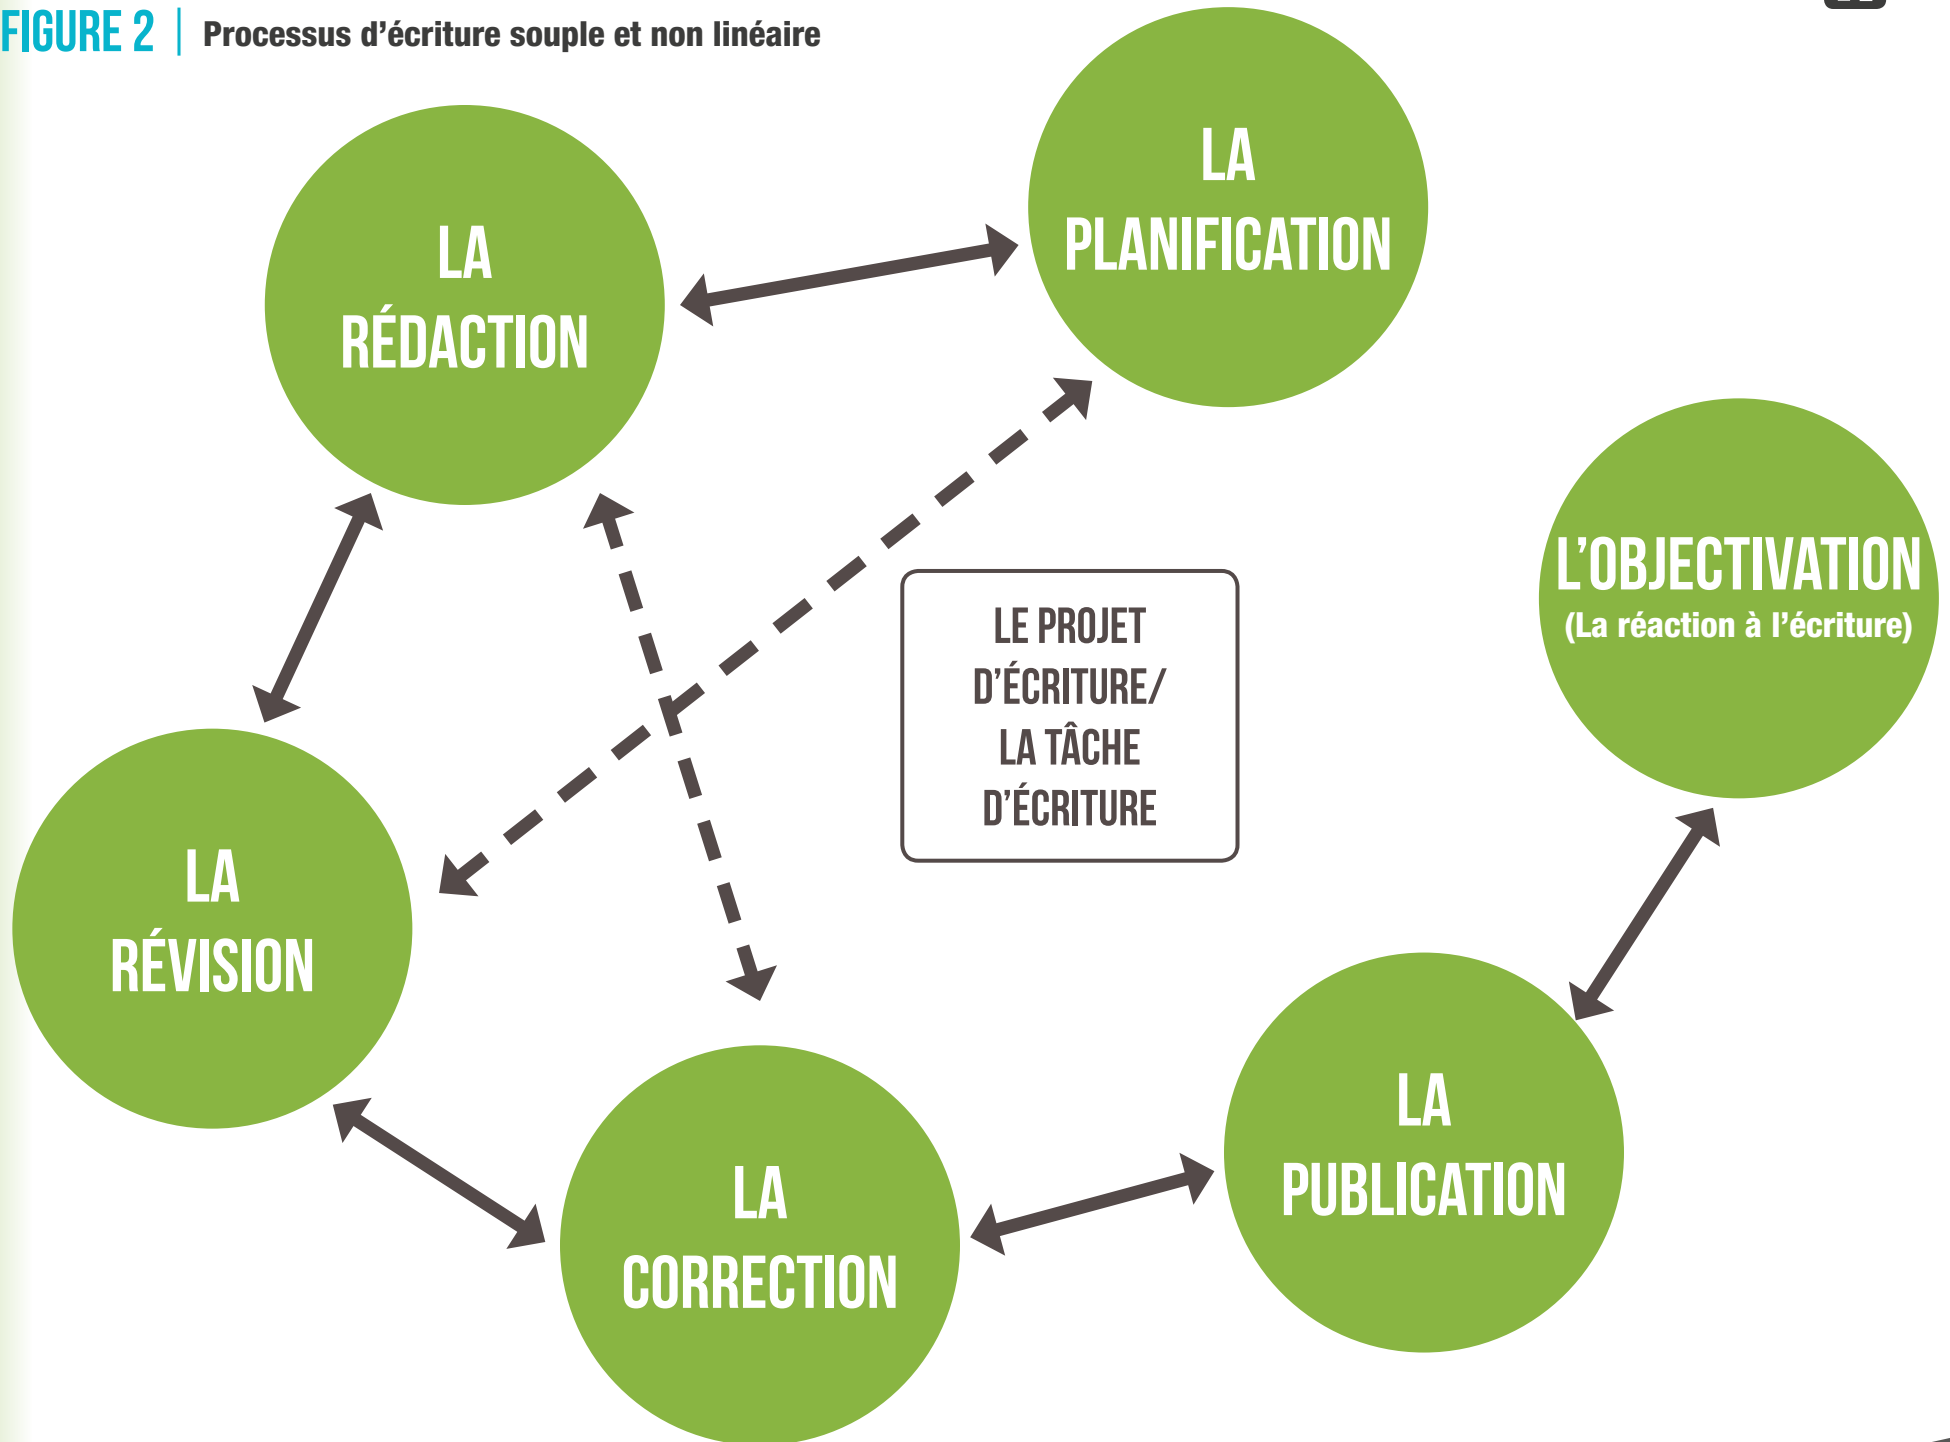 FIGURE 2 | Processus d'écriture souple et non linéaire
LA
PLANIFICATION
LA
RÉDACTION
L'OBJECTIVATION
(La réaction à l'écriture)
LE PROJET
D'ÉCRITURE/
LA TÂCHE
D'ÉCRITURE
LA
RÉVISION
LA
PUBLICATION
LA
CORRECTION